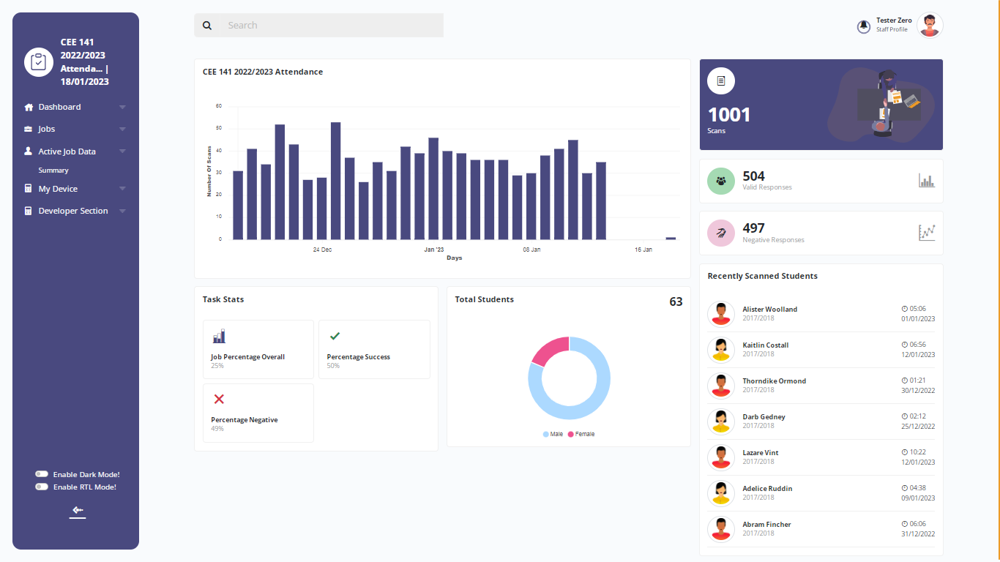 CEE 141
2022/2023
Attenda... |
18/01/2023
Dashboard
Jobs
Active Job Data
Summary
My Device
Developer Section
Enable Dark Mode!
Enable RTL Mode!
Search
Tester Zero
Staff Profile
CEE 141 2022/2023 Attendance
60
50
40
30
20
10
0
Number Of Scans
24 Dec
Jan '23
08 Jan
16 Jan
Days
1001
Scans
504
Valid Responses
497
Negative Responses
Task Stats
Job Percentage Overall
25%
Percentage Success
50%
Percentage Negative
49%
Total Students
63
Male
Female
Recently Scanned Students
Alister Woolland
2017/2018
05:06
01/01/2023
Kaitlin Costall
2017/2018
06:56
12/01/2023
Thorndike Ormond
2017/2018
01:21
30/12/2022
Darb Gedney
2017/2018
02:12
25/12/2022
Lazare Vint
2017/2018
10:22
12/01/2023
Adelice Ruddin
2017/2018
04:38
09/01/2023
Abram Fincher
2017/2018
06:06
31/12/2022